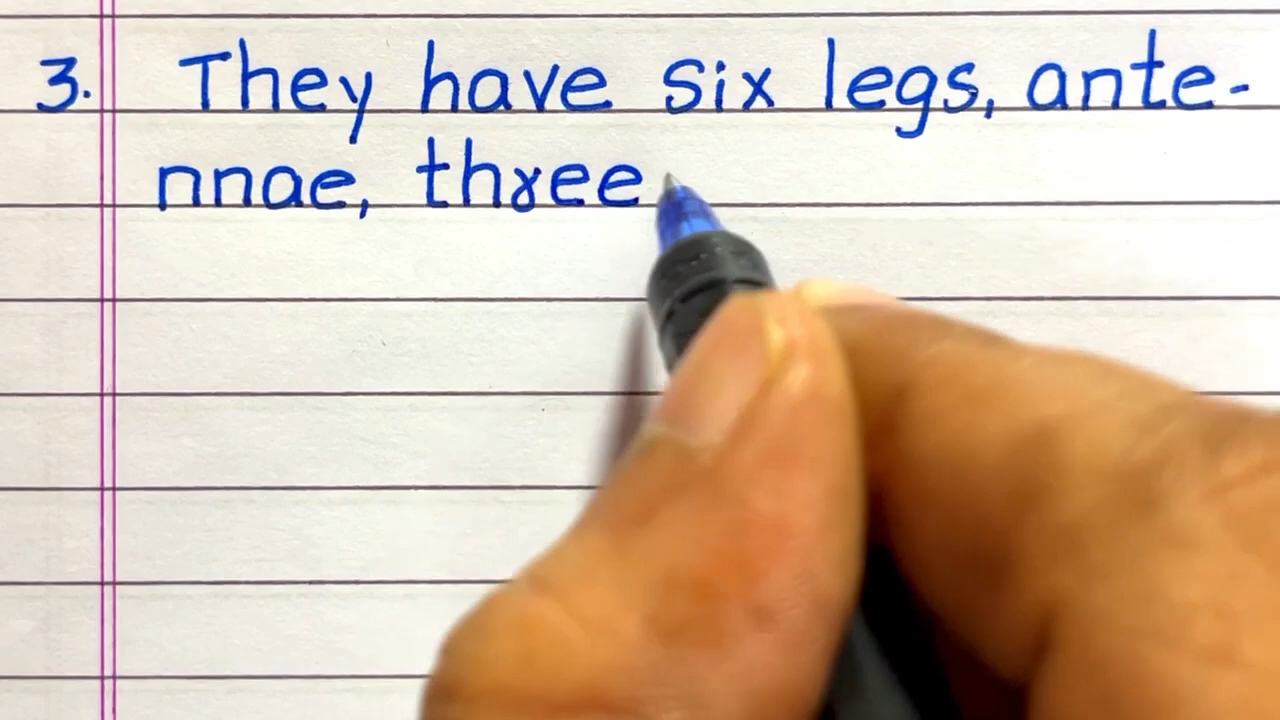 3. They have six legs, ante-
nnae, three